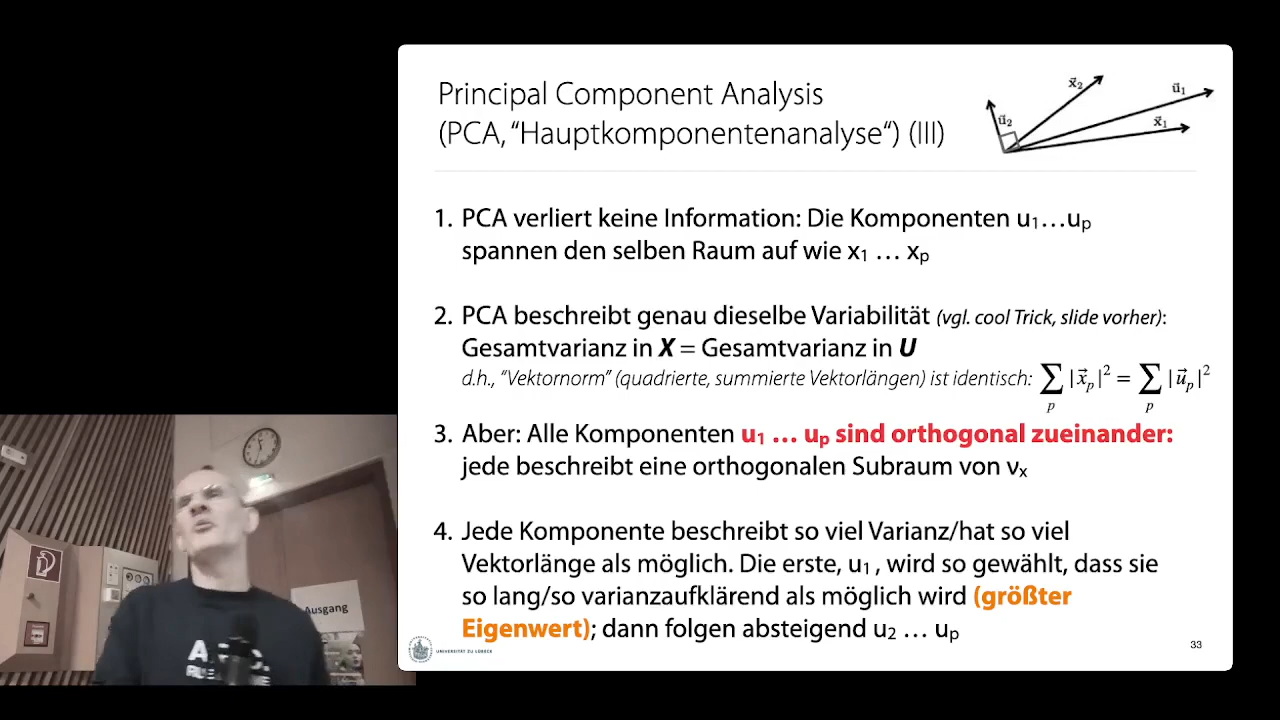 Principal Component Analysis
(PCA, “Hauptkomponentenanalyse“) (III)
x⃗₂
u⃗₁
u⃗₂
x⃗₁
1. PCA verliert keine Information: Die Komponenten u₁…uₚ
spannen den selben Raum auf wie x₁ … xₚ
2. PCA beschreibt genau dieselbe Variabilität (vgl. cool Trick, slide vorher):
Gesamtvarianz in X = Gesamtvarianz in U
d.h., “Vektornorm” (quadrierte, summierte Vektorlängen) ist identisch: ∑ₚ |x⃗ₚ|² = ∑ₚ |u⃗ₚ|²
3. Aber: Alle Komponenten u₁ … uₚ sind orthogonal zueinander:
jede beschreibt eine orthogonalen Subraum von νₓ
4. Jede Komponente beschreibt so viel Varianz/hat so viel
Vektorlänge als möglich. Die erste, u₁ , wird so gewählt, dass sie
so lang/so varianzaufklärend als möglich wird (größter
Eigenwert); dann folgen absteigend u₂ … uₚ
UNIVERSITÄT ZU LÜBECK
33
Ausgang